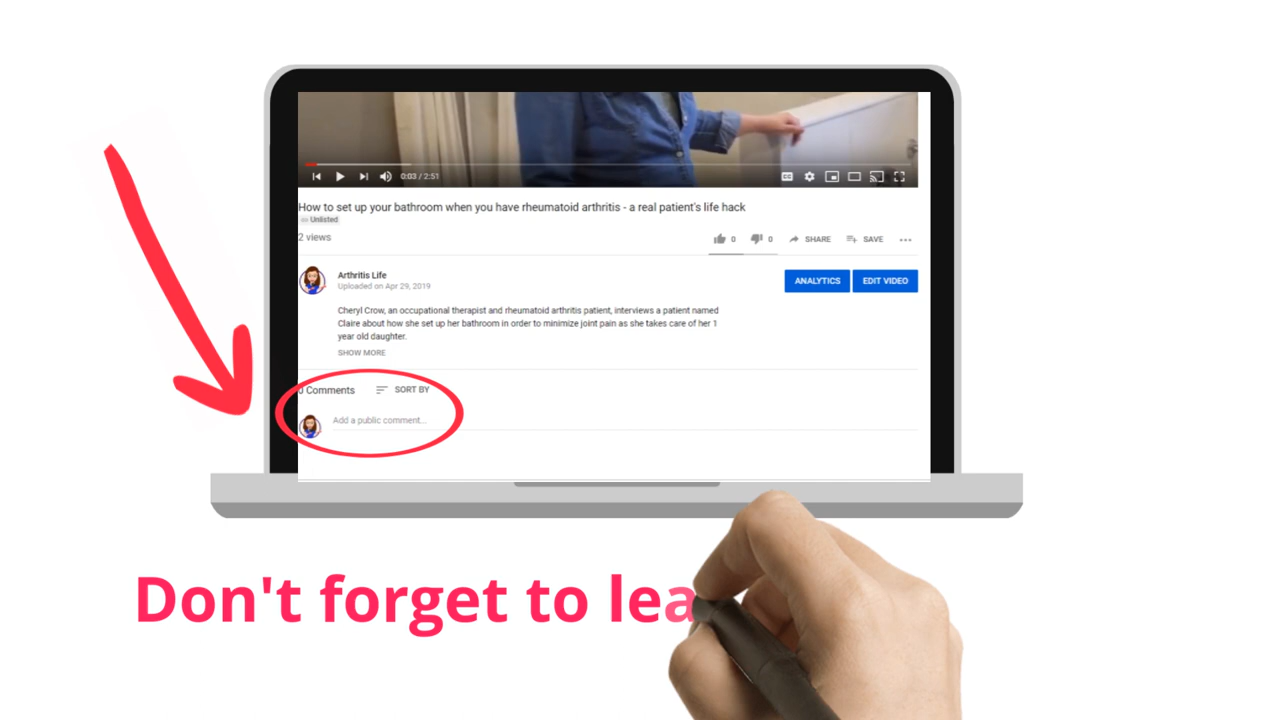 0:03 / 2:51
CC
How to set up your bathroom when you have rheumatoid arthritis - a real patient's life hack
Unlisted
2 views
0
0
SHARE
SAVE
Arthritis Life
Uploaded on Apr 29, 2019
ANALYTICS
EDIT VIDEO
Cheryl Crow, an occupational therapist and rheumatoid arthritis patient, interviews a patient named
Claire about how she set up her bathroom in order to minimize joint pain as she takes care of her 1
year old daughter.
SHOW MORE
0 Comments
SORT BY
Add a public comment...
Don't forget to lea